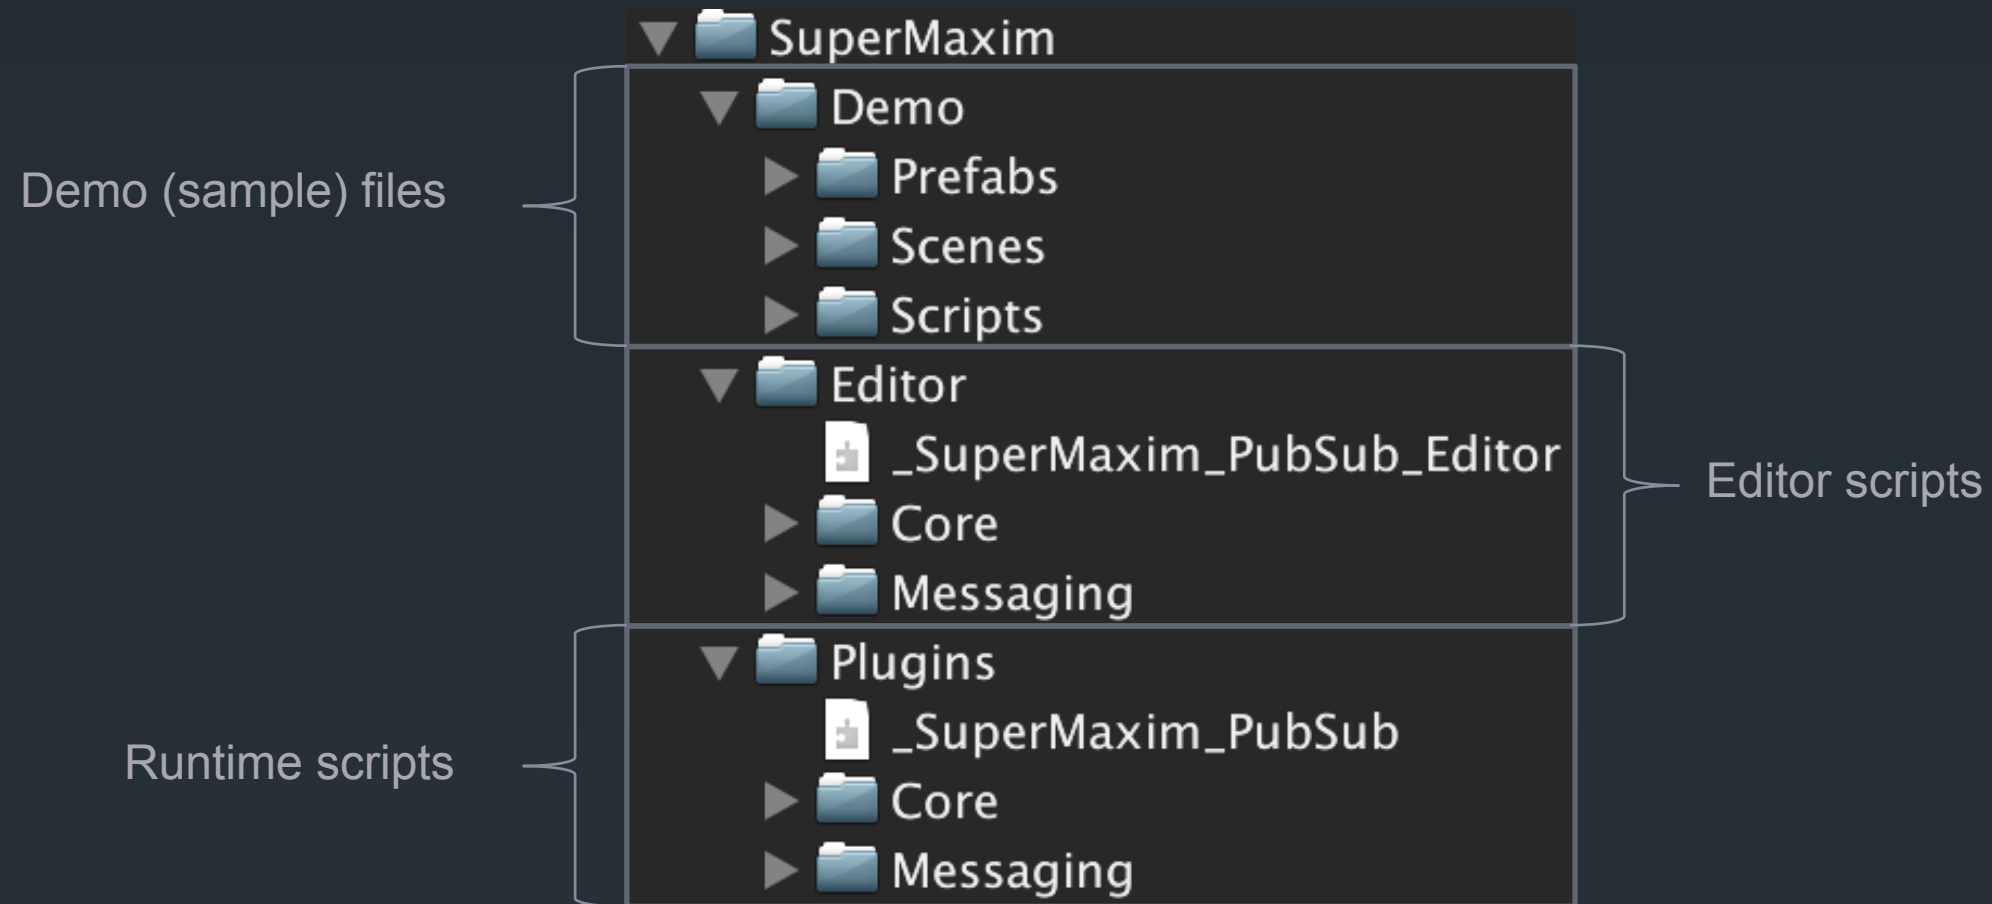 SuperMaxim
Demo
Demo (sample) files
Prefabs
Scenes
Scripts
Editor
_SuperMaxim_PubSub_Editor
Editor scripts
Core
Messaging
Plugins
_SuperMaxim_PubSub
Runtime scripts
Core
Messaging